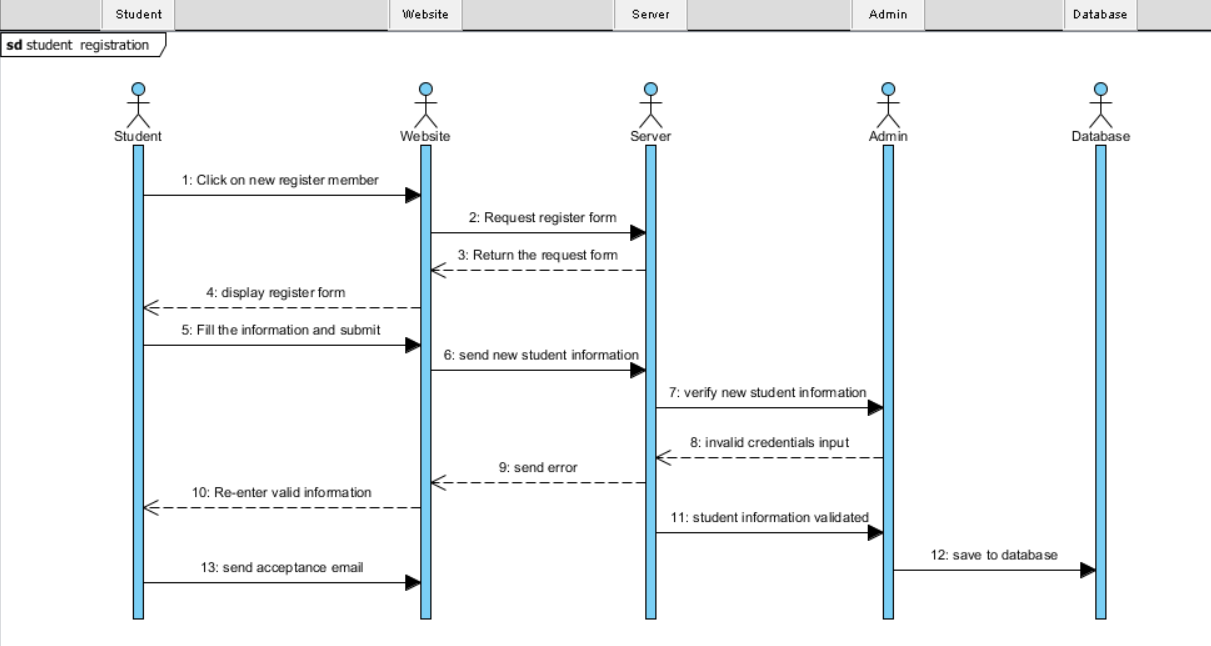 Student Website Server Admin Database
sd student registration
Student Website Server Admin Database
1: Click on new register member
2: Request register form
3: Return the request form
4: display register form
5: Fill the information and submit
6: send new student information
7: verify new student information
8: invalid credentials input
9: send error
10: Re-enter valid information
11: student information validated
12: save to database
13: send acceptance email